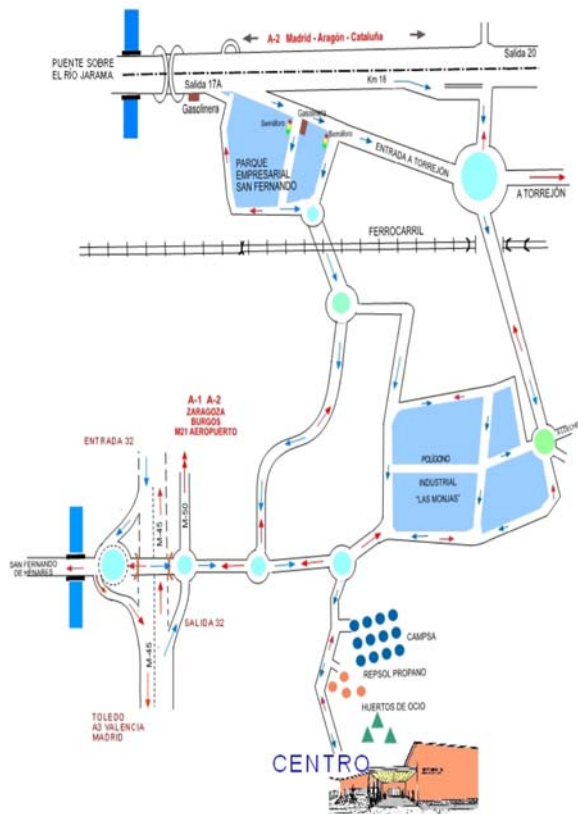 A-2 Madrid - Aragón - Cataluña
Salida 20
PUENTE SOBRE
EL RÍO JARAMA
Km 18
Salida 17A
Gasolinera
Gasolinera
Semáforo
Semáforo
ENTRADA A TORREJÓN
PARQUE
EMPRESARIAL
SAN FERNANDO
A TORREJÓN
FERROCARRIL
A-1 A-2
ZARAGOZA
BURGOS
M21 AEROPUERTO
ENTRADA 32
POLÍGONO
INDUSTRIAL
"LAS MONJAS"
M-45
M-50
SAN FERNANDO
DE HENARES
SALIDA 32
M-45
CAMPSA
REPSOL PROPANO
HUERTOS DE OCIO
TOLEDO
A3 VALENCIA
MADRID
CENTRO